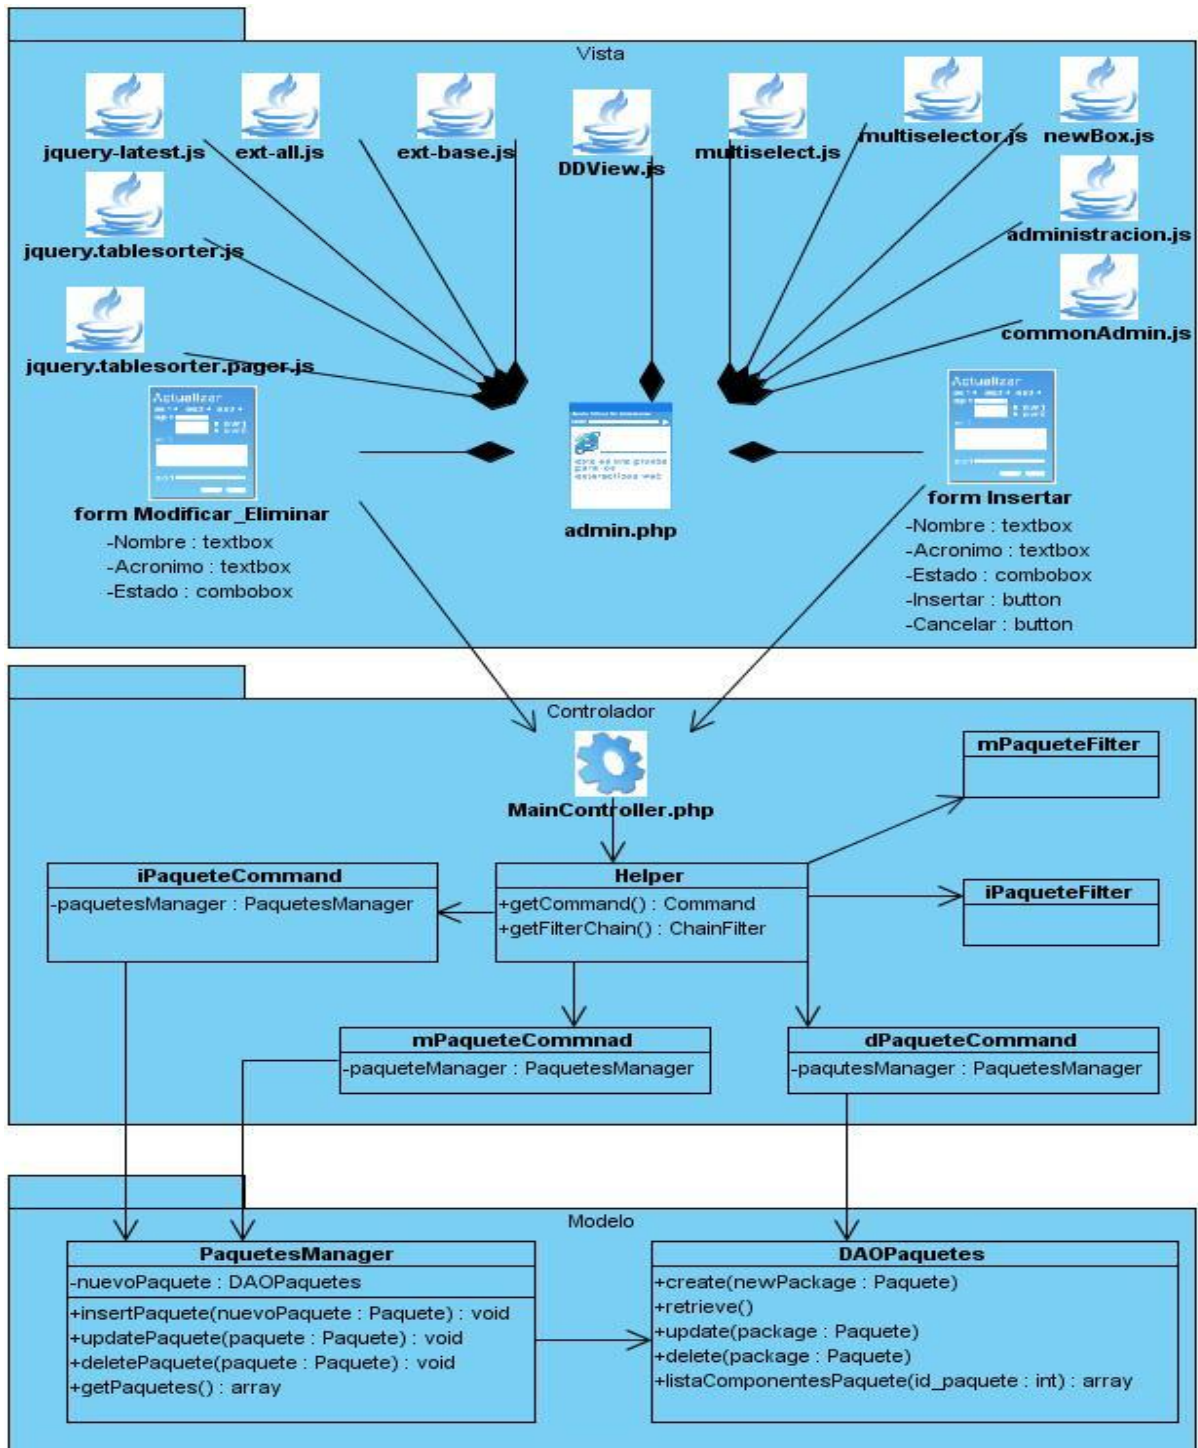 Vista
jquery-latest.js
ext-all.js
ext-base.js
DDView.js
multiselect.js
multiselector.js
newBox.js
jquery.tablesorter.js
administracion.js
jquery.tablesorter.pager.js
commonAdmin.js
Actualizar
Actualizar
form Modificar_Eliminar
-Nombre : textbox
-Acronimo : textbox
-Estado : combobox
admin.php
form Insertar
-Nombre : textbox
-Acronimo : textbox
-Estado : combobox
-Insertar : button
-Cancelar : button
Controlador
MainController.php
mPaqueteFilter
iPaqueteCommand
-paquetesManager : PaquetesManager
Helper
+getCommand() : Command
+getFilterChain() : ChainFilter
iPaqueteFilter
mPaqueteCommnad
-paqueteManager : PaquetesManager
dPaqueteCommand
-paqutesManager : PaquetesManager
Modelo
PaquetesManager
-nuevoPaquete : DAOPaquetes
+insertPaquete(nuevoPaquete : Paquete) : void
+updatePaquete(paquete : Paquete) : void
+deletePaquete(paquete : Paquete) : void
+getPaquetes() : array
DAOPaquetes
+create(newPackage : Paquete)
+retrieve()
+update(package : Paquete)
+delete(package : Paquete)
+listaComponentesPaquete(id_paquete : int) : array